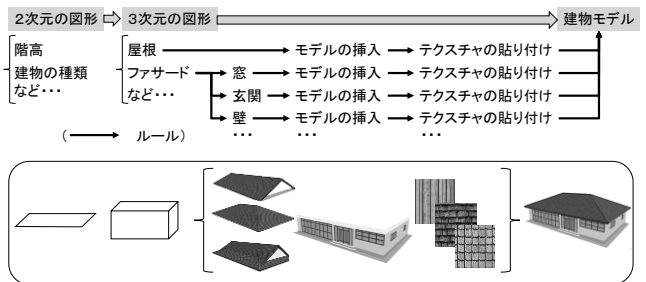 2次元の図形 3次元の図形 建物モデル
階高 屋根 モデルの挿入 テクスチャの貼り付け
建物の種類 ファサード 窓 モデルの挿入 テクスチャの貼り付け
など・・・ など・・・ 玄関 モデルの挿入 テクスチャの貼り付け
壁 モデルの挿入 テクスチャの貼り付け
・・・ ・・・ ・・・
( ルール)